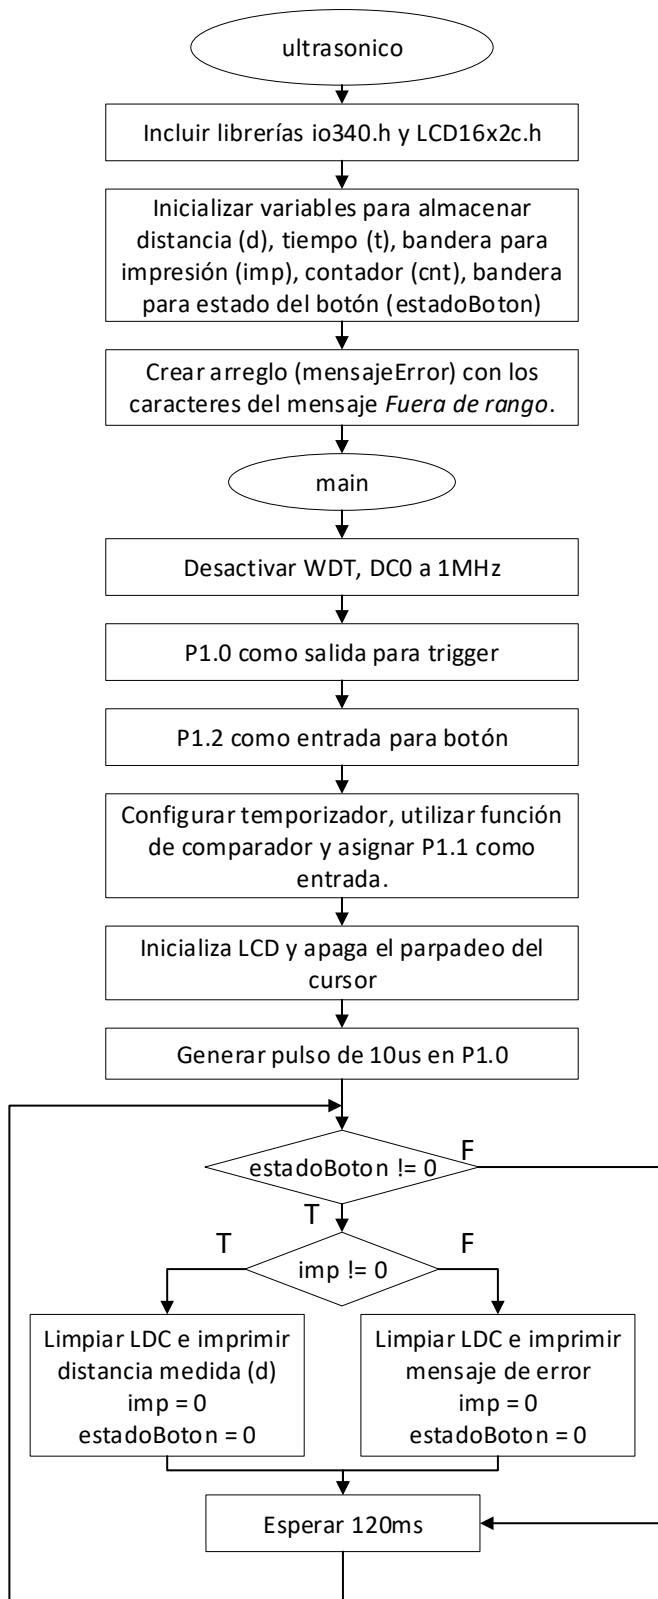 ultrasonico
Incluir librerías io340.h y LCD16x2c.h
Inicializar variables para almacenar
distancia (d), tiempo (t), bandera para
impresión (imp), contador (cnt), bandera
para estado del botón (estadoBoton)
Crear arreglo (mensajeError) con los
caracteres del mensaje Fuera de rango.
main
Desactivar WDT, DC0 a 1MHz
P1.0 como salida para trigger
P1.2 como entrada para botón
Configurar temporizador, utilizar función
de comparador y asignar P1.1 como
entrada.
Inicializa LCD y apaga el parpadeo del
cursor
Generar pulso de 10us en P1.0
estadoBoton != 0
F
T
T
imp != 0
F
Limpiar LDC e imprimir
distancia medida (d)
imp = 0
estadoBoton = 0
Limpiar LDC e imprimir
mensaje de error
imp = 0
estadoBoton = 0
Esperar 120ms